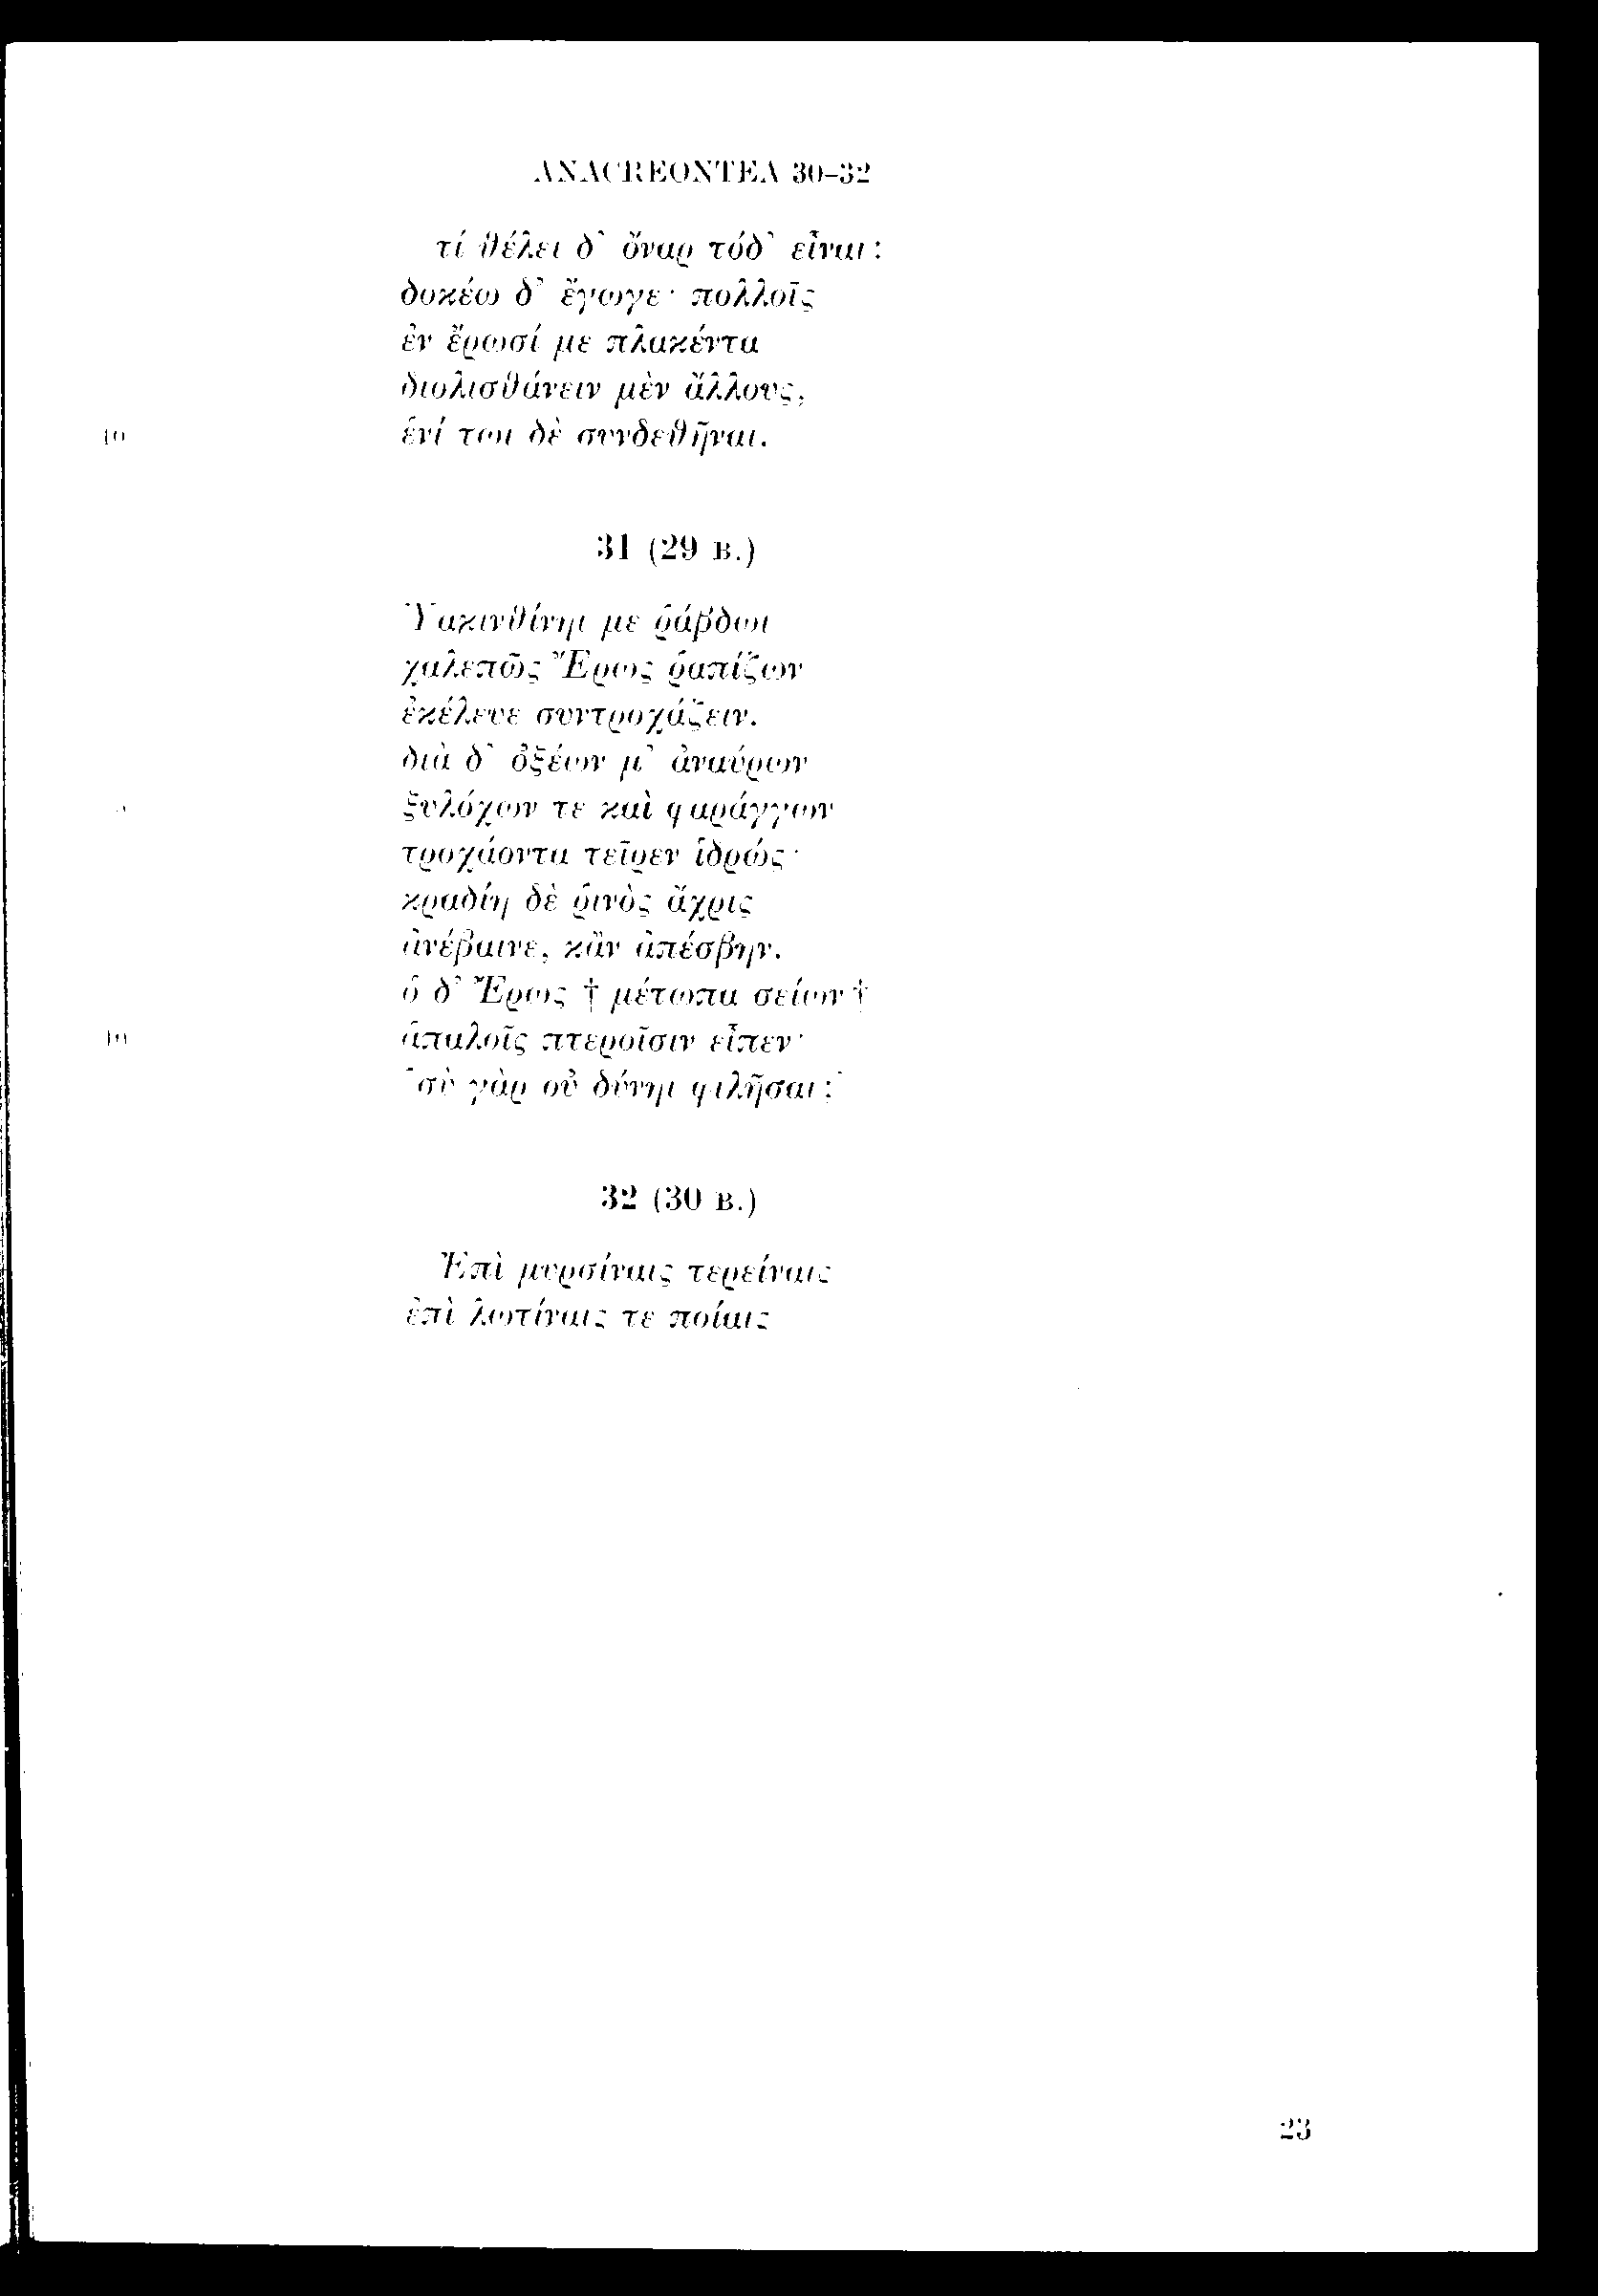 ANACREONTEA 30–32
τί θέλει δ’ ὄναρ τόδ’ εἶναι;
δοκέω δ’ ἔγωγε· πολλοῖς
ἐν ἔρωσί με πλακέντα
διολισθάνειν μὲν ἄλλους,
10 ἑνί τωι δὲ συνδεθῆναι.
31 (29 B.)
Ὑακινθίνηι με ῥάβδωι
χαλεπῶς Ἔρως ῥαπίζων
ἐκέλευε συντροχάζειν.
διὰ δ’ ὀξέων μ’ ἀναύρων
ξυλόχων τε καὶ φαράγγων
τροχάοντα τεῖρεν ἱδρώς·
κραδίη δὲ ῥινὸς ἄχρις
ἀνέβαινε, κἂν ἀπέσβην.
ὁ δ’ Ἔρως † μέτωπα σείων †
10 ἁπαλοῖς πτεροῖσιν εἶπεν·
‘σὺ γὰρ οὐ δύνηι φιλῆσαι;’
32 (30 B.)
Ἐπὶ μυρσίναις τερείναις
ἐπὶ λωτίναις τε ποίαις
23